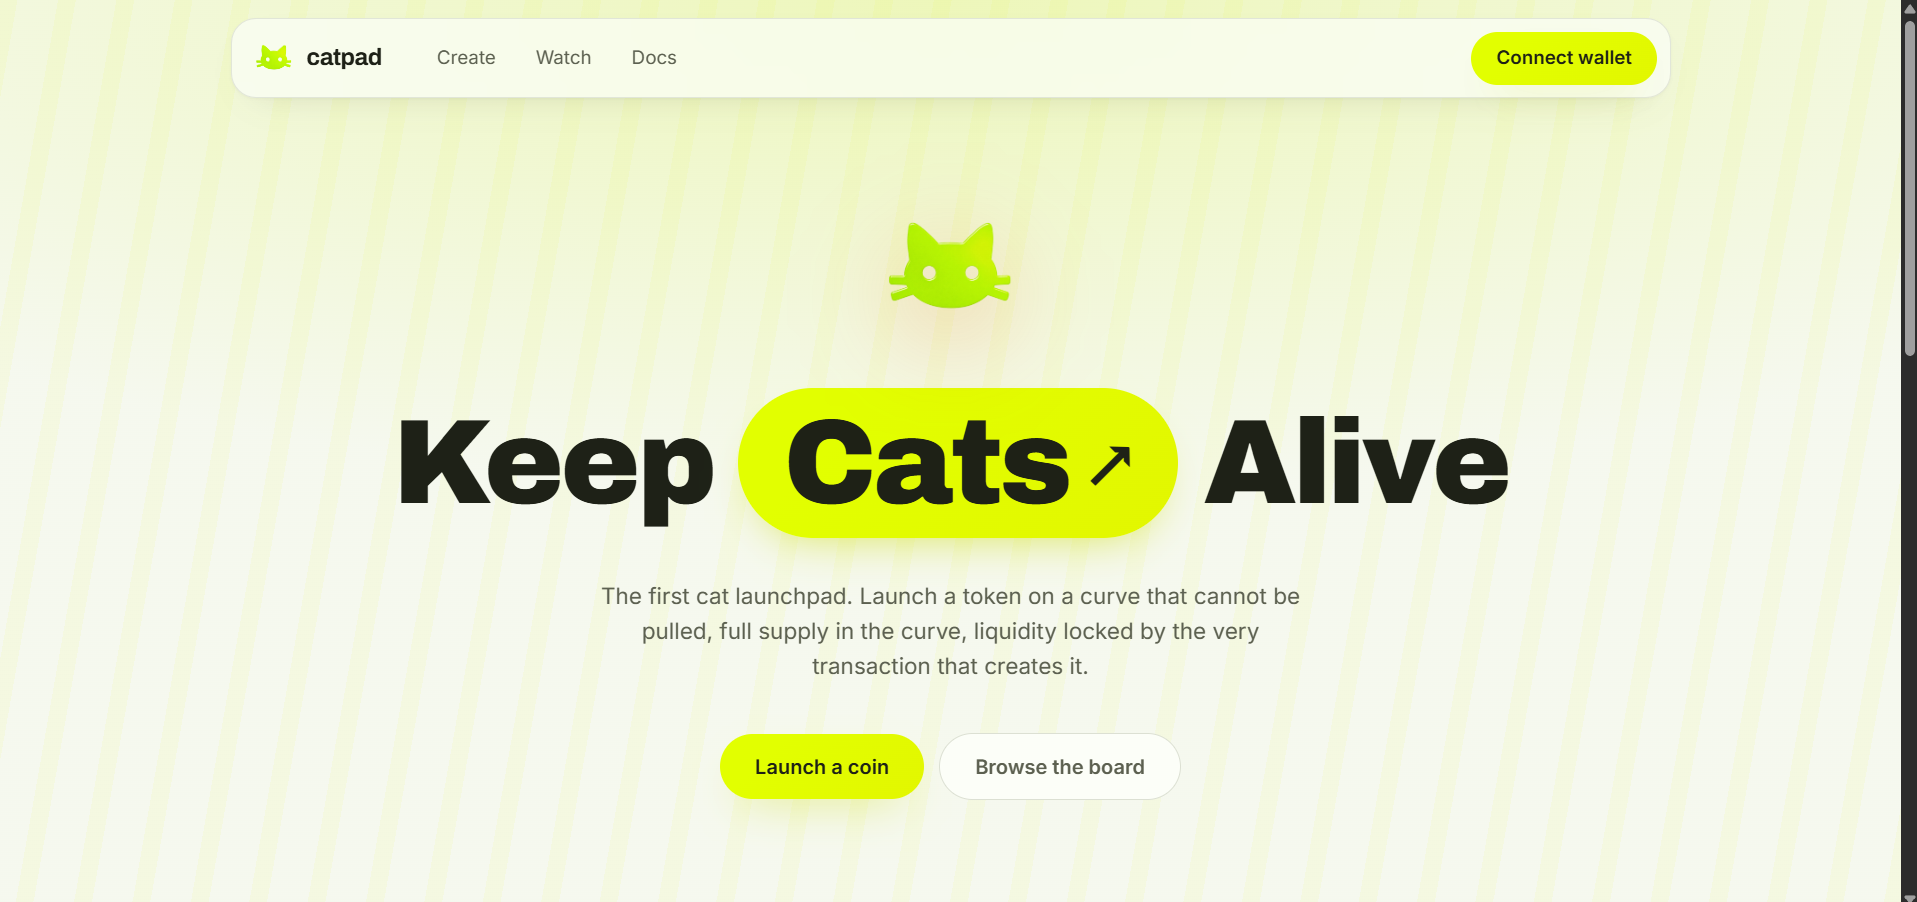 catpad
Create
Watch
Docs
Connect wallet
Keep Cats ↗ Alive
The first cat launchpad. Launch a token on a curve that cannot be
pulled, full supply in the curve, liquidity locked by the very
transaction that creates it.
Launch a coin
Browse the board